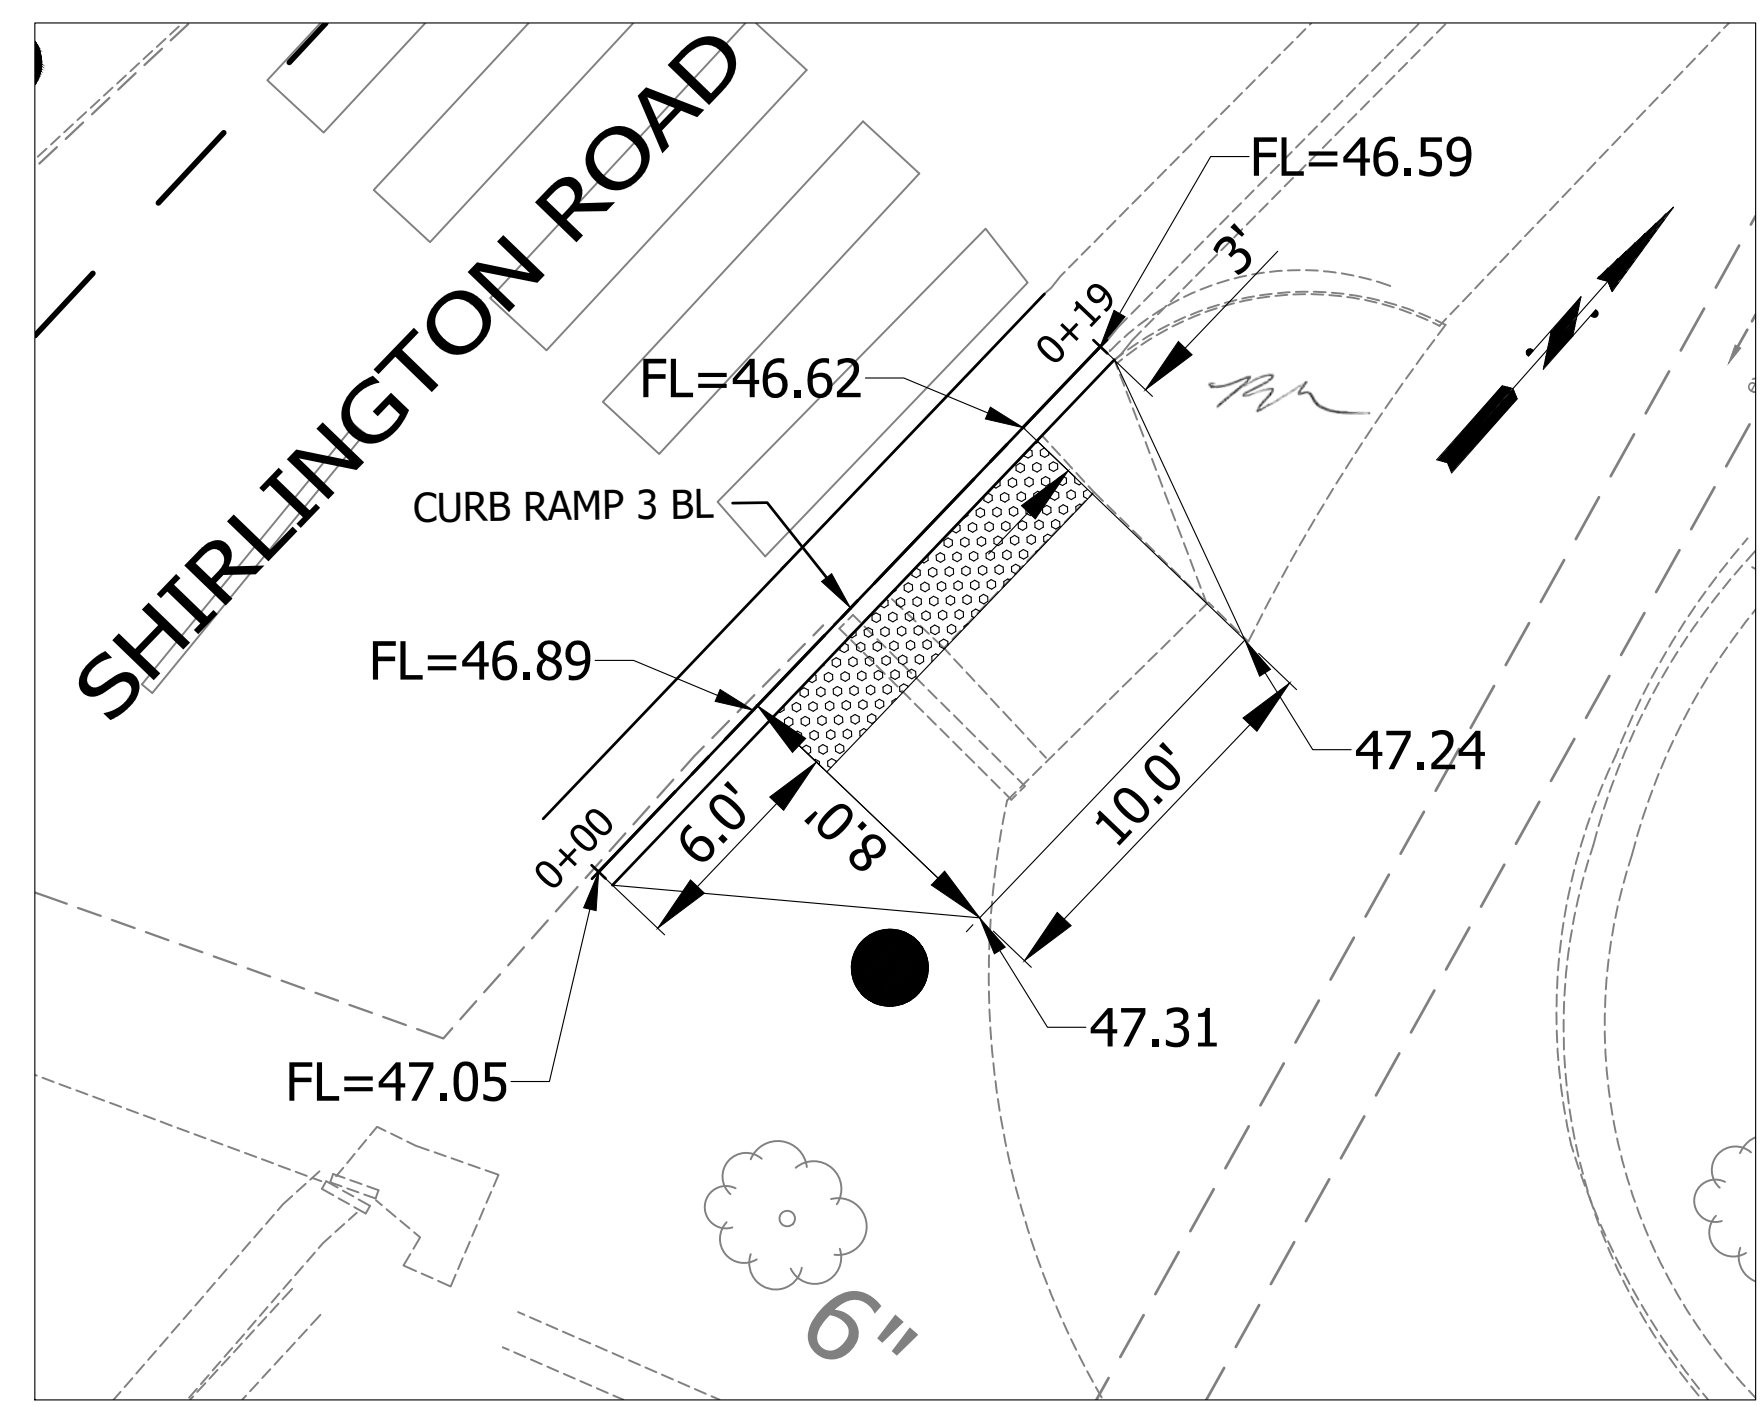 SHIRLINGTON ROAD
FL=46.59
3'
0+19
FL=46.62
CURB RAMP 3 BL
FL=46.89
47.24
10.0'
6.0'
8.0'
0+00
47.31
FL=47.05
6"